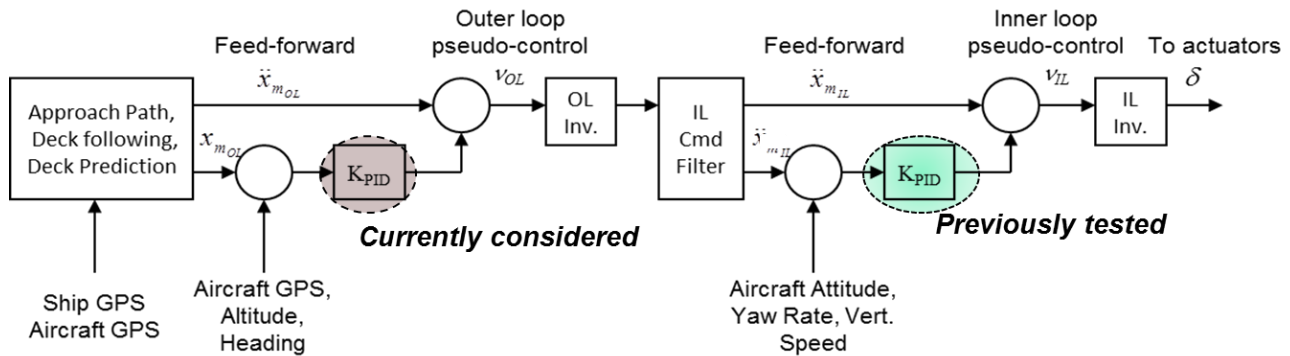 Outer loop
pseudo-control
Feed-forward
ẍ_{m_{OL}}
ν_{OL}
Approach Path,
Deck following,
Deck Prediction
x_{m_{OL}}
OL
Inv.
K_{PID}
Currently considered
Ship GPS
Aircraft GPS
Aircraft GPS,
Altitude,
Heading
Inner loop
pseudo-control
Feed-forward
To actuators
ẍ_{m_{IL}}
ν_{IL}
δ
IL
Cmd
Filter
IL
Inv.
K_{PID}
Previously tested
Aircraft Attitude,
Yaw Rate, Vert.
Speed